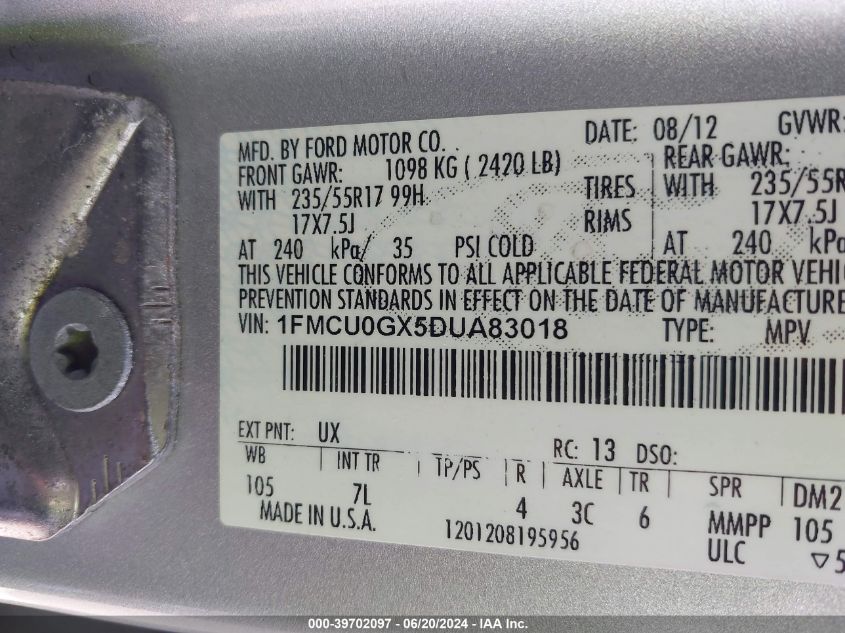 MFD. BY FORD MOTOR CO. DATE: 08/12 GVWR:
FRONT GAWR: 1098 KG ( 2420 LB) REAR GAWR:
WITH 235/55R17 99H TIRES WITH 235/55R
17X7.5J RIMS 17X7.5J
AT 240 kPa/ 35 PSI COLD AT 240 kPa
THIS VEHICLE CONFORMS TO ALL APPLICABLE FEDERAL MOTOR VEHIC
PREVENTION STANDARDS IN EFFECT ON THE DATE OF MANUFACTURE
VIN: 1FMCU0GX5DUA83018 TYPE: MPV
EXT PNT: UX RC: 13 DSO:
WB INT TR TP/PS R AXLE TR SPR DM2
105 7L 4 3C 6 MMPP 105
MADE IN U.S.A. 1201208195956 ULC ▽5
000-39702097 - 06/20/2024 - IAA Inc.